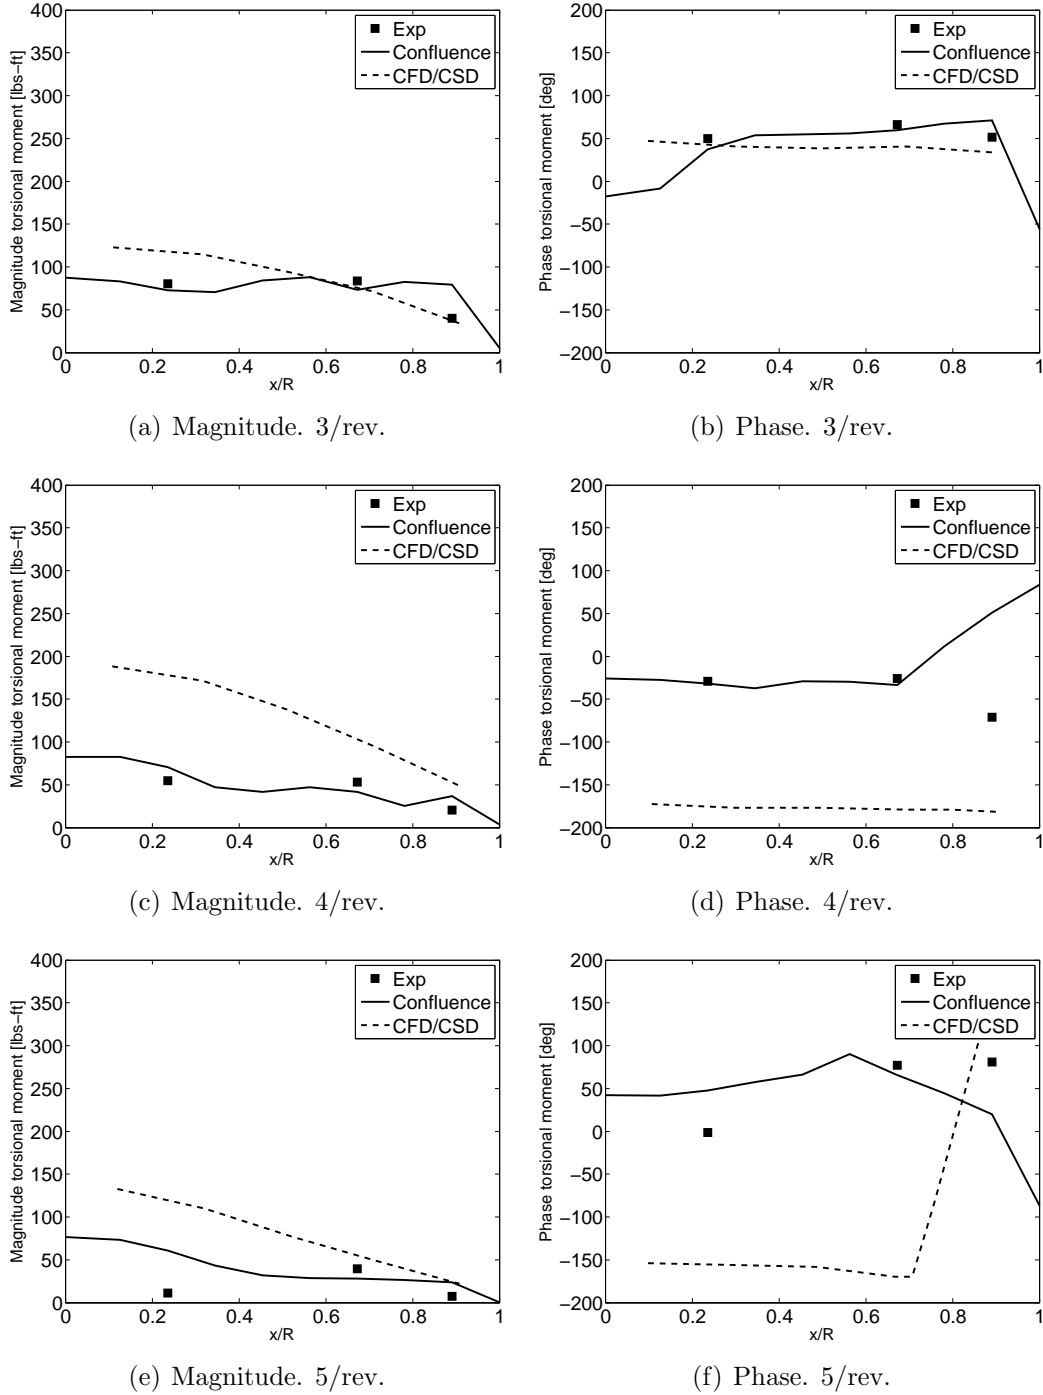 400
350
300
250
200
150
100
50
0
Magnitude torsional moment [lbs−ft]
0 0.2 0.4 0.6 0.8 1
x/R
Exp
Confluence
CFD/CSD
(a) Magnitude. 3/rev.
200
150
100
50
0
−50
−100
−150
−200
Phase torsional moment [deg]
0 0.2 0.4 0.6 0.8 1
x/R
Exp
Confluence
CFD/CSD
(b) Phase. 3/rev.
400
350
300
250
200
150
100
50
0
Magnitude torsional moment [lbs−ft]
0 0.2 0.4 0.6 0.8 1
x/R
Exp
Confluence
CFD/CSD
(c) Magnitude. 4/rev.
200
150
100
50
0
−50
−100
−150
−200
Phase torsional moment [deg]
0 0.2 0.4 0.6 0.8 1
x/R
Exp
Confluence
CFD/CSD
(d) Phase. 4/rev.
400
350
300
250
200
150
100
50
0
Magnitude torsional moment [lbs−ft]
0 0.2 0.4 0.6 0.8 1
x/R
Exp
Confluence
CFD/CSD
(e) Magnitude. 5/rev.
200
150
100
50
0
−50
−100
−150
−200
Phase torsional moment [deg]
0 0.2 0.4 0.6 0.8 1
x/R
Exp
Confluence
CFD/CSD
(f) Phase. 5/rev.